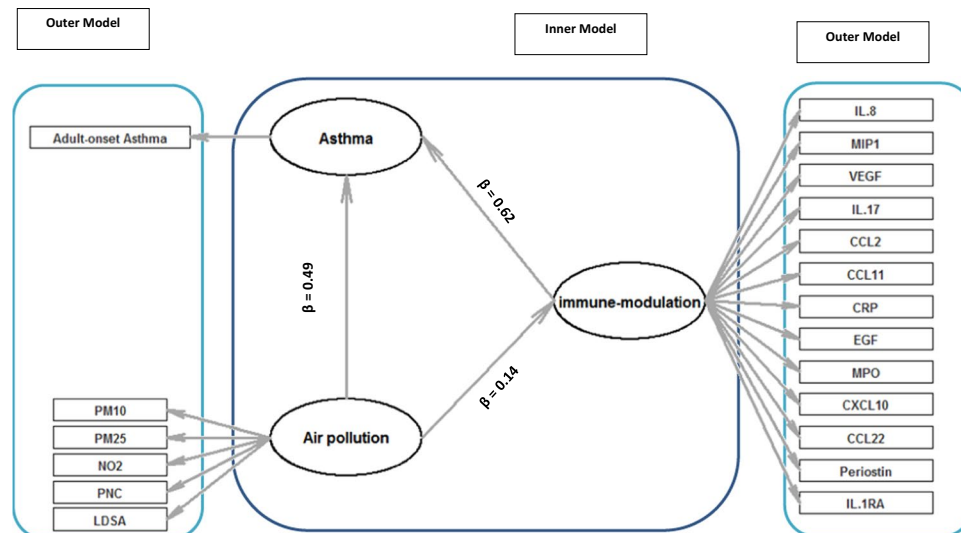 Outer Model
Inner Model
Outer Model
Adult-onset Asthma
Asthma
β = 0.62
β = 0.49
immune-modulation
β = 0.14
Air pollution
PM10
PM25
NO2
PNC
LDSA
IL.8
MIP1
VEGF
IL.17
CCL2
CCL11
CRP
EGF
MPO
CXCL10
CCL22
Periostin
IL.1RA